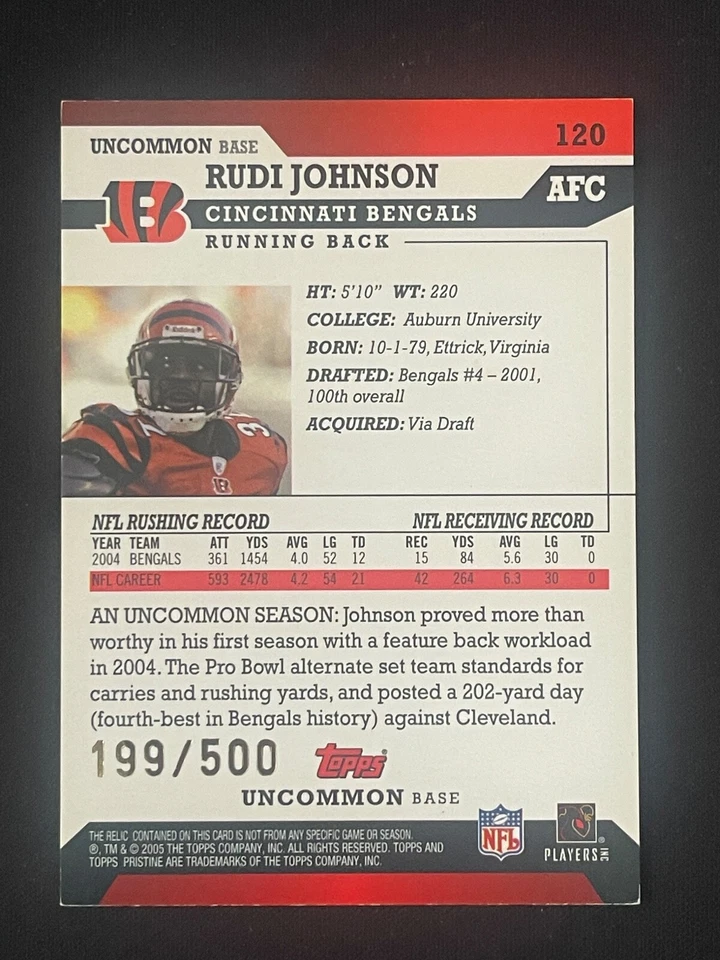 UNCOMMON BASE
120
RUDI JOHNSON
B
AFC
CINCINNATI BENGALS
RUNNING BACK
HT: 5'10" WT: 220
COLLEGE: Auburn University
BORN: 10-1-79, Ettrick, Virginia
DRAFTED: Bengals #4 – 2001,
100th overall
ACQUIRED: Via Draft
Riddell
3
B
NFL RUSHING RECORD NFL RECEIVING RECORD
YEAR TEAM ATT YDS AVG LG TD REC YDS AVG LG TD
2004 BENGALS 361 1454 4.0 52 12 15 84 5.6 30 0
NFL CAREER 593 2478 4.2 54 21 42 264 6.3 30 0
AN UNCOMMON SEASON: Johnson proved more than
worthy in his first season with a feature back workload
in 2004. The Pro Bowl alternate set team standards for
carries and rushing yards, and posted a 202-yard day
(fourth-best in Bengals history) against Cleveland.
199/500
Topps
UNCOMMON BASE
THE RELIC CONTAINED ON THIS CARD IS NOT FROM ANY SPECIFIC GAME OR SEASON.
®, TM & © 2005 THE TOPPS COMPANY, INC. ALL RIGHTS RESERVED. TOPPS AND
TOPPS PRISTINE ARE TRADEMARKS OF THE TOPPS COMPANY, INC.
NFL
PLAYERS INC